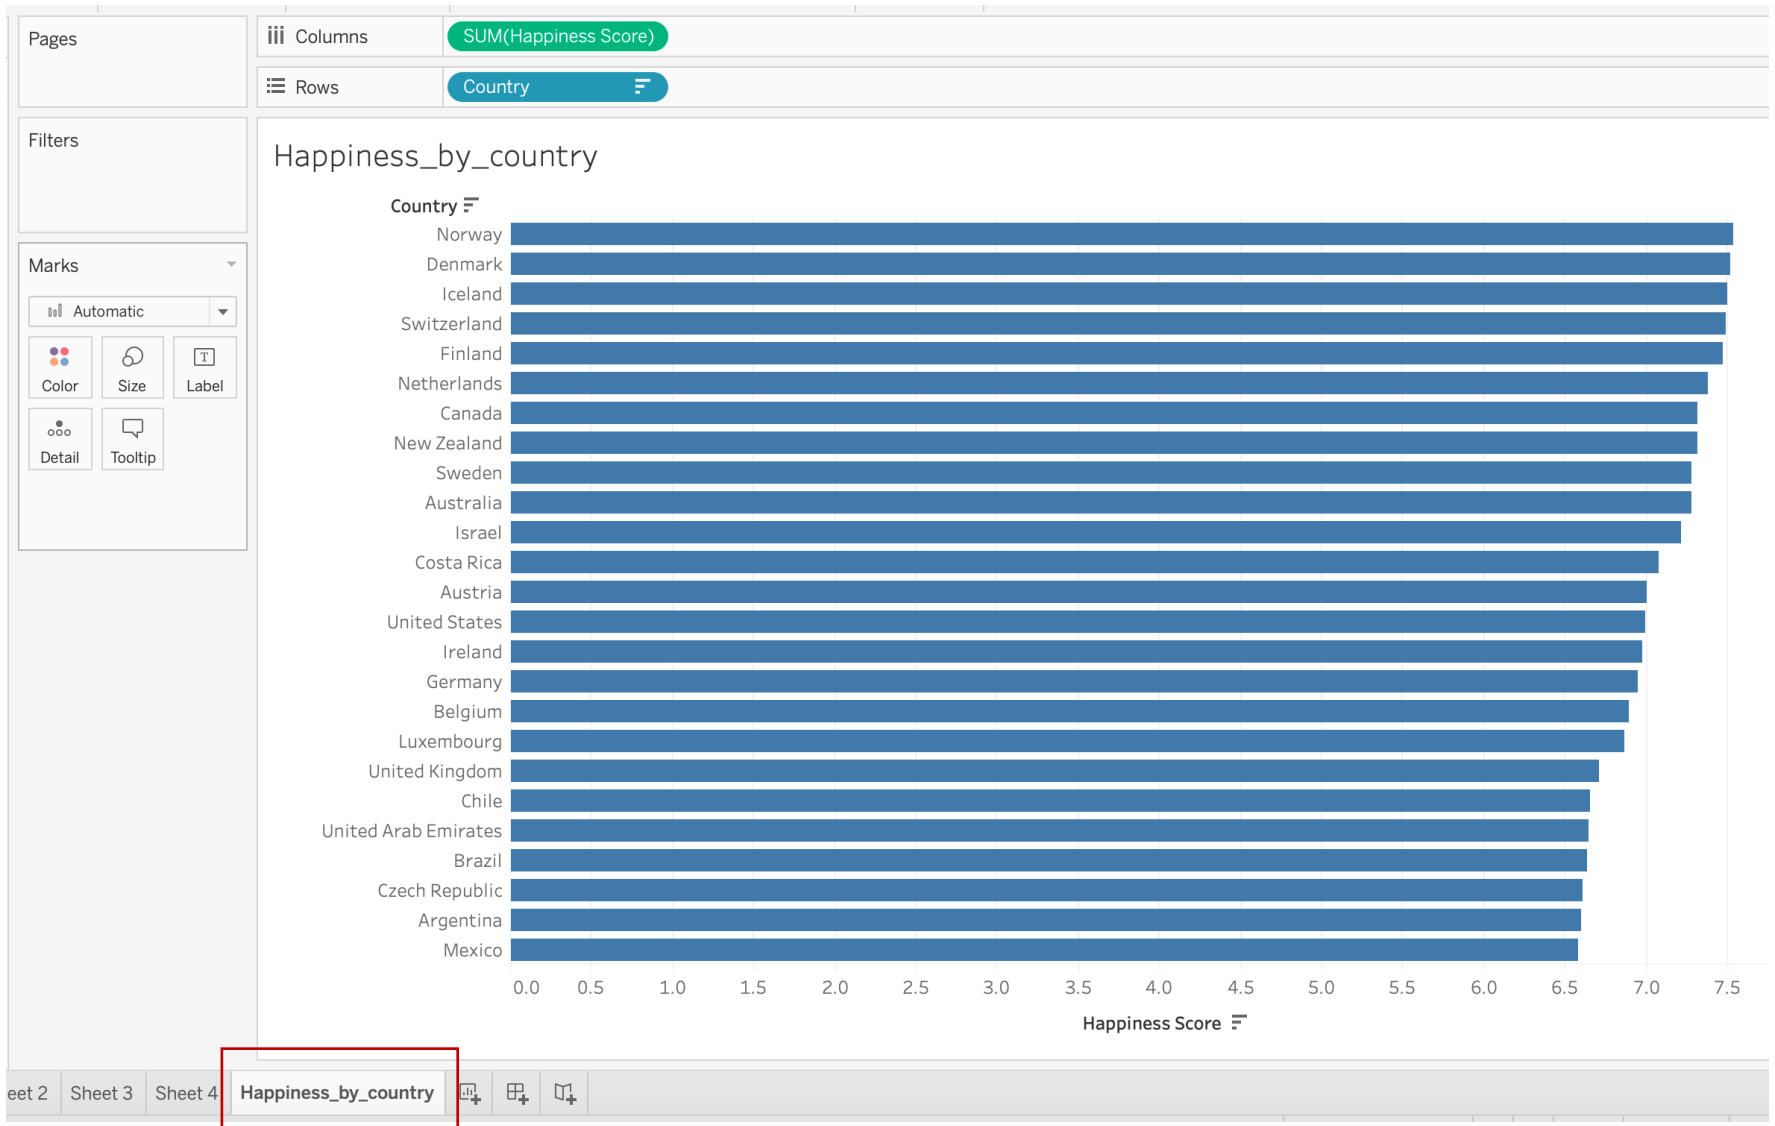 Pages
Columns
SUM(Happiness Score)
Rows
Country
Filters
Marks
Automatic
Color
Size
T
Label
Detail
Tooltip
Happiness_by_country
Country
Norway
Denmark
Iceland
Switzerland
Finland
Netherlands
Canada
New Zealand
Sweden
Australia
Israel
Costa Rica
Austria
United States
Ireland
Germany
Belgium
Luxembourg
United Kingdom
Chile
United Arab Emirates
Brazil
Czech Republic
Argentina
Mexico
0.0 0.5 1.0 1.5 2.0 2.5 3.0 3.5 4.0 4.5 5.0 5.5 6.0 6.5 7.0 7.5
Happiness Score
eet 2 Sheet 3 Sheet 4 Happiness_by_country